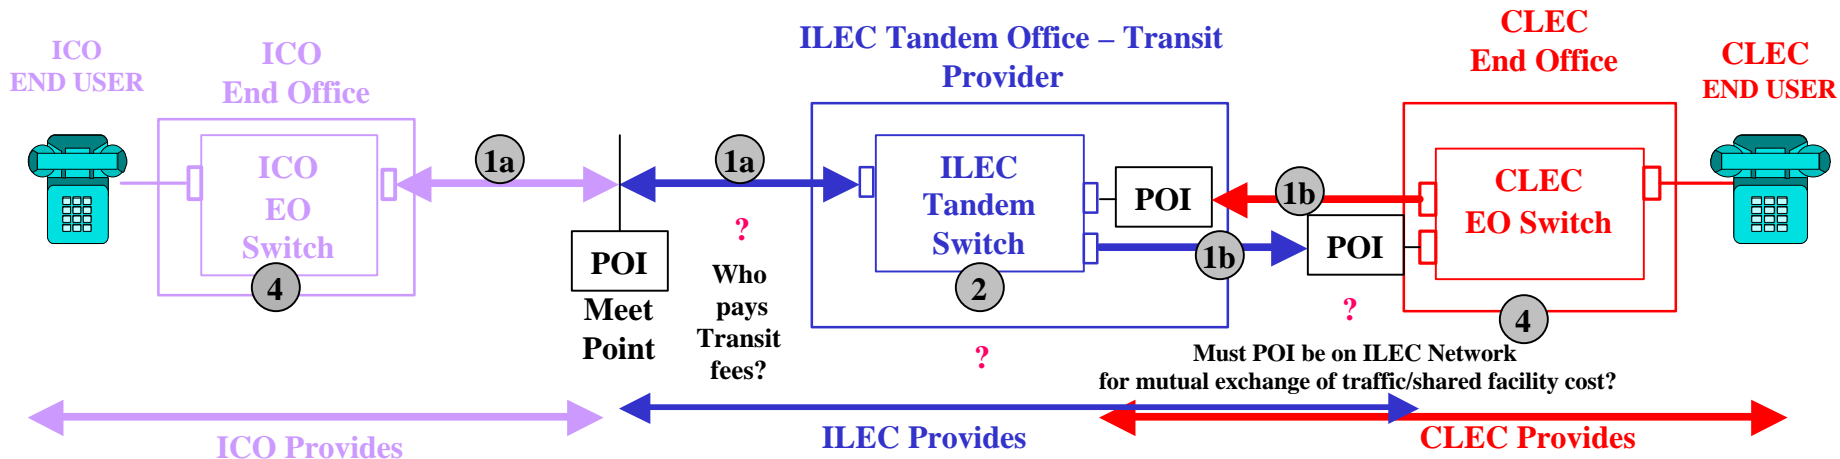 ICO
END USER
ICO
End Office
ILEC Tandem Office – Transit
Provider
CLEC
End Office
CLEC
END USER
ICO
EO
Switch
4
1a
POI
Meet
Point
1a
?
Who
pays
Transit
fees?
ILEC
Tandem
Switch
2
?
POI
1b
1b
POI
?
CLEC
EO Switch
4
Must POI be on ILEC Network
for mutual exchange of traffic/shared facility cost?
ICO Provides
ILEC Provides
CLEC Provides